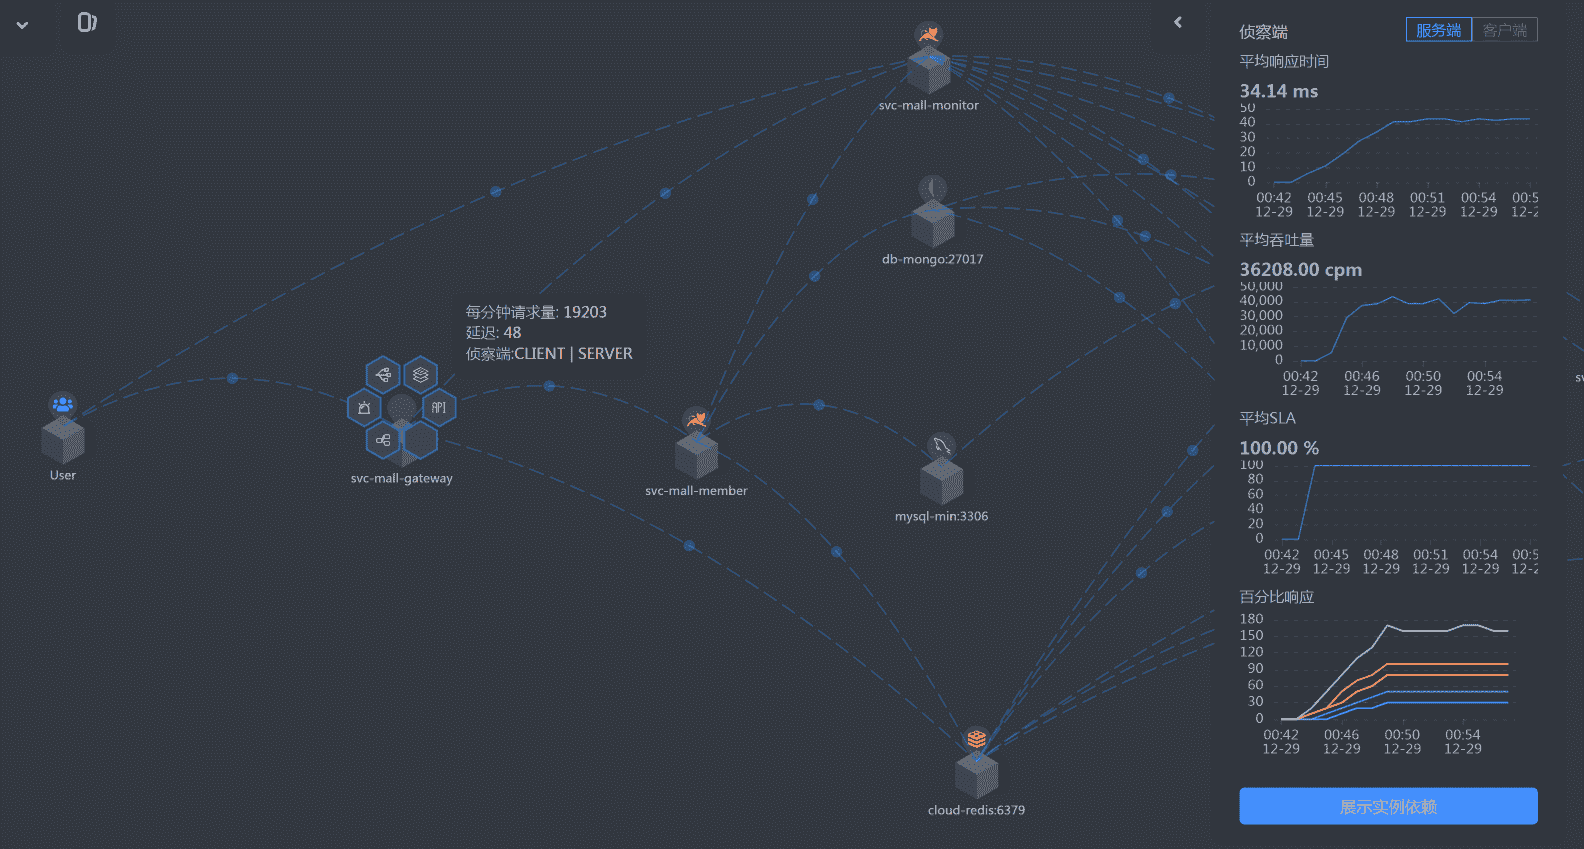 svc-mall-monitor
db-mongo:27017
每分钟请求量: 19203
延迟: 48
侦察端:CLIENT | SERVER
API
User
svc-mall-gateway
svc-mall-member
mysql-min:3306
cloud-redis:6379
侦察端
服务端
客户端
平均响应时间
34.14 ms
50
40
30
20
10
0
00:42 00:45 00:48 00:51 00:54 00:5
12-29 12-29 12-29 12-29 12-29 12-2
平均吞吐量
36208.00 cpm
50,000
40,000
30,000
20,000
10,000
0
00:42 00:46 00:50 00:54
12-29 12-29 12-29 12-29
平均SLA
100.00 %
100
80
60
40
20
0
00:42 00:45 00:48 00:51 00:54 00:5
12-29 12-29 12-29 12-29 12-29 12-2
百分比响应
180
150
120
90
60
30
0
00:42 00:46 00:50 00:54
12-29 12-29 12-29 12-29
展示实例依赖